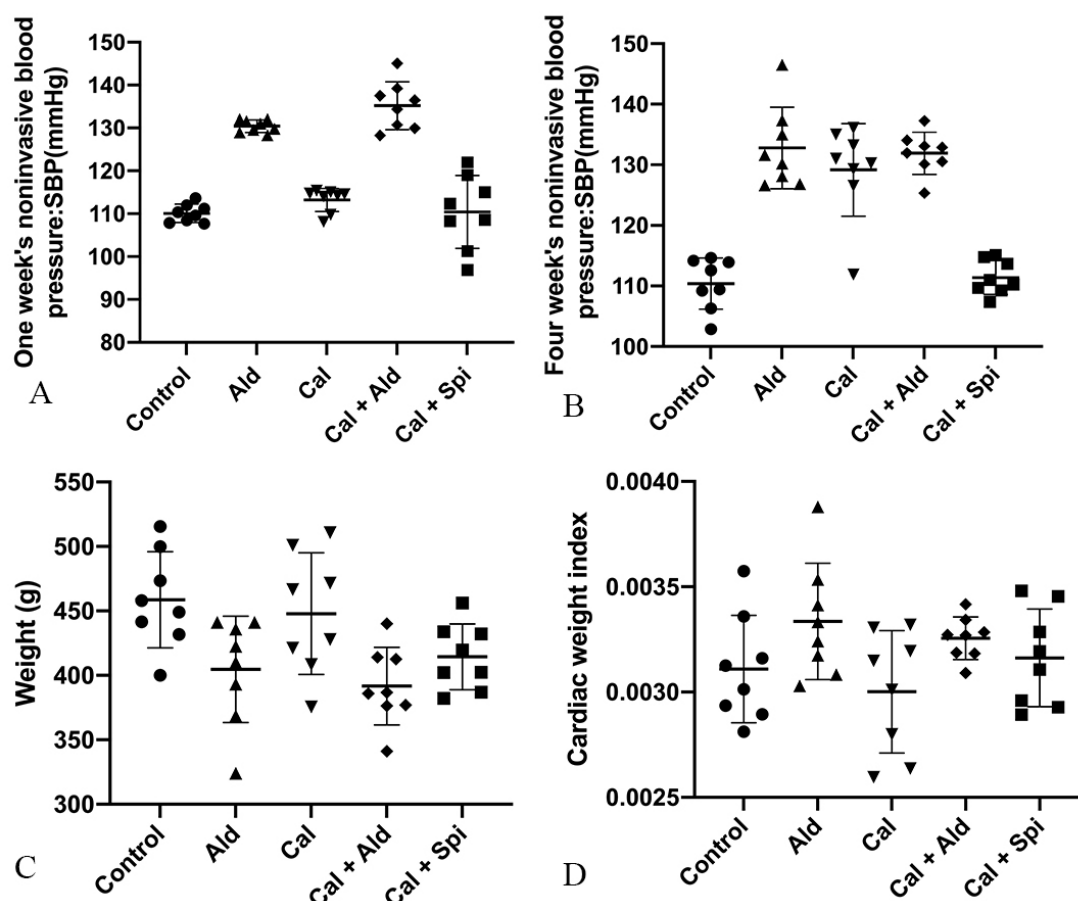 One week's noninvasive blood
pressure:SBP(mmHg)
150
140
130
120
110
100
90
80
Control
Ald
Cal
Cal + Ald
Cal + Spi
A
Four week's noninvasive blood
pressure:SBP(mmHg)
150
140
130
120
110
100
Control
Ald
Cal
Cal + Ald
Cal + Spi
B
Weight (g)
550
500
450
400
350
300
Control
Ald
Cal
Cal + Ald
Cal + Spi
C
Cardiac weight index
0.0040
0.0035
0.0030
0.0025
Control
Ald
Cal
Cal + Ald
Cal + Spi
D